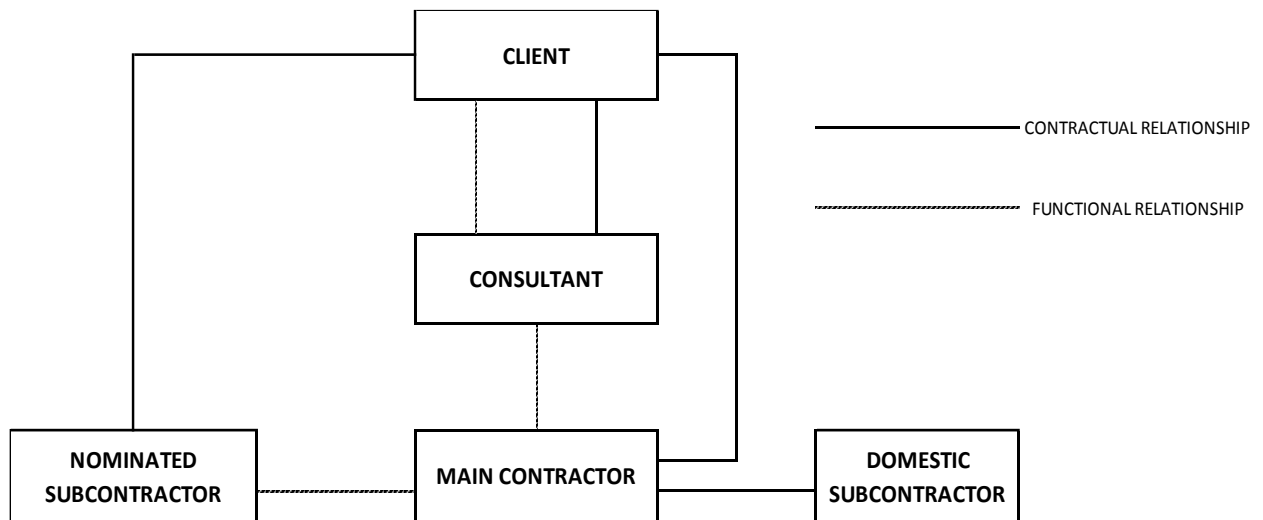 CLIENT
CONTRACTUAL RELATIONSHIP
FUNCTIONAL RELATIONSHIP
CONSULTANT
NOMINATED
SUBCONTRACTOR
MAIN CONTRACTOR
DOMESTIC
SUBCONTRACTOR